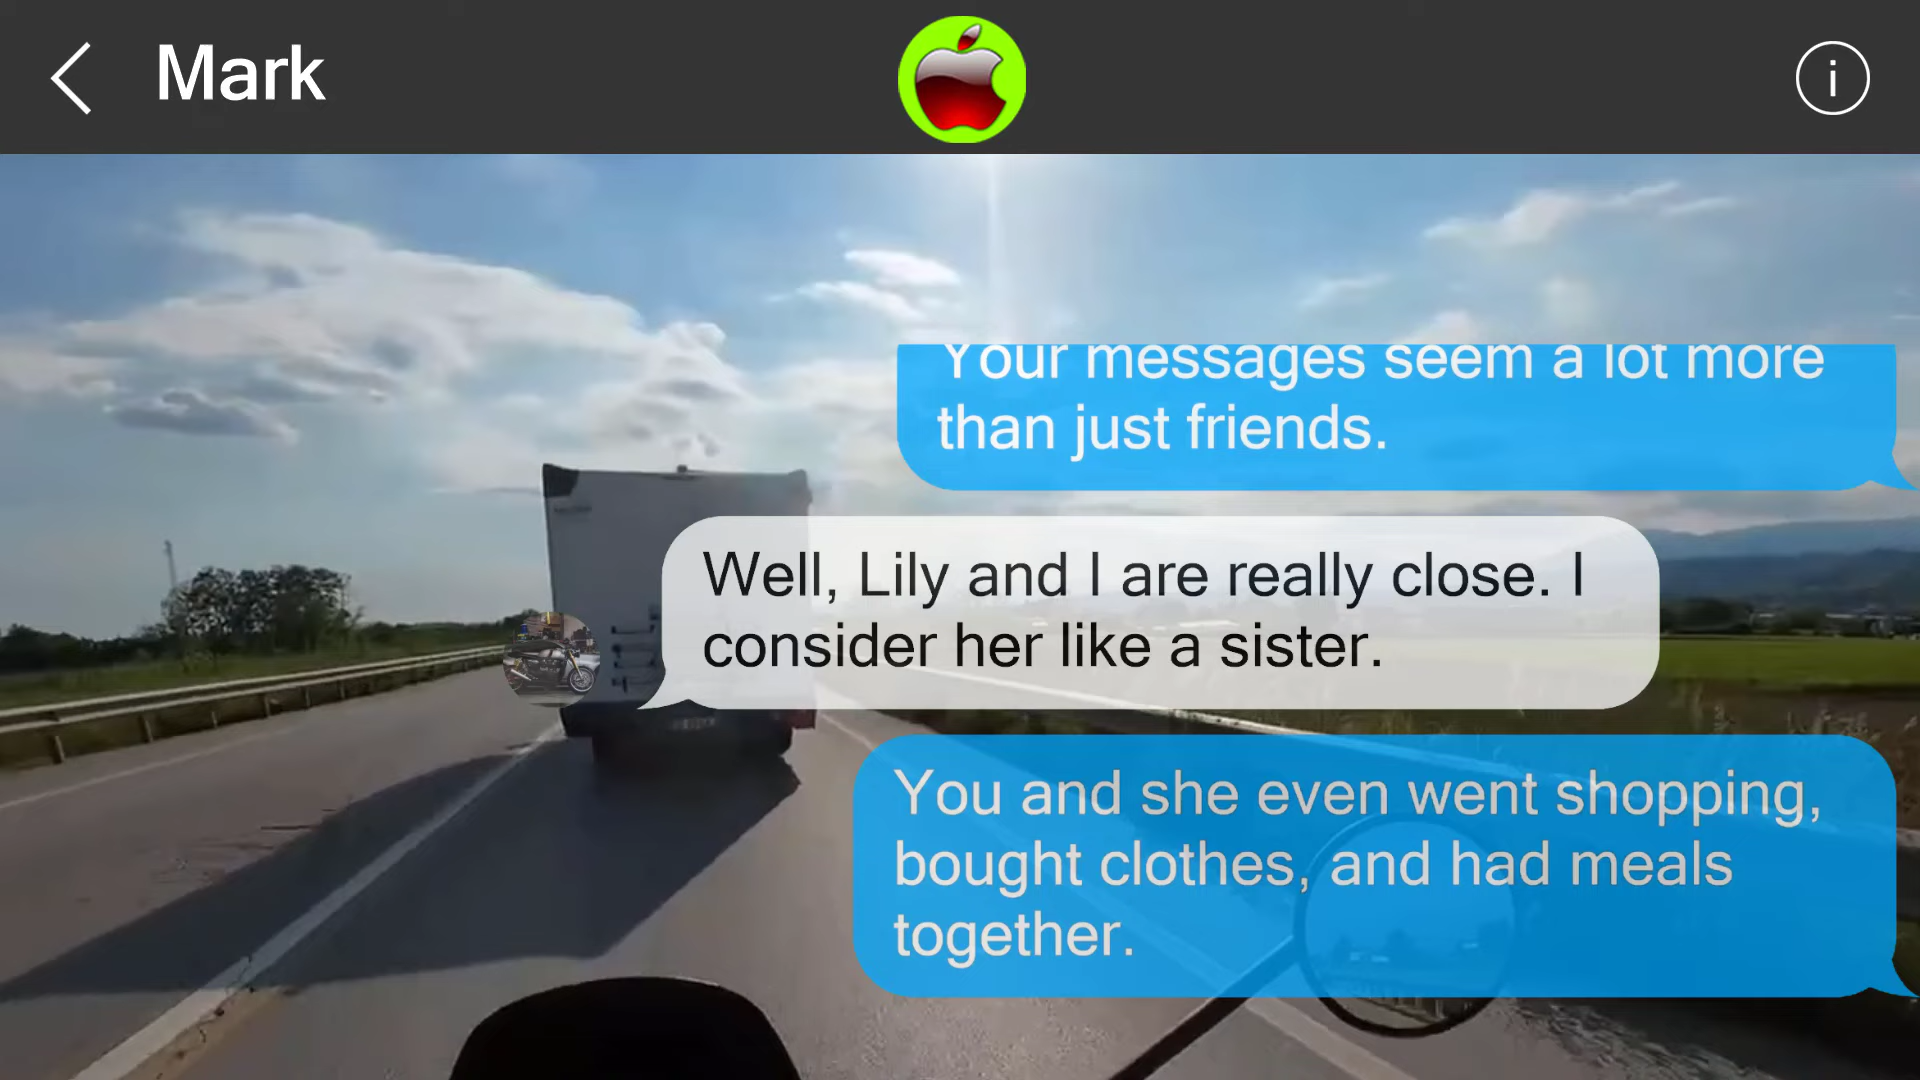 Mark
i
Your messages seem a lot more
than just friends.
Well, Lily and I are really close. I
consider her like a sister.
You and she even went shopping,
bought clothes, and had meals
together.